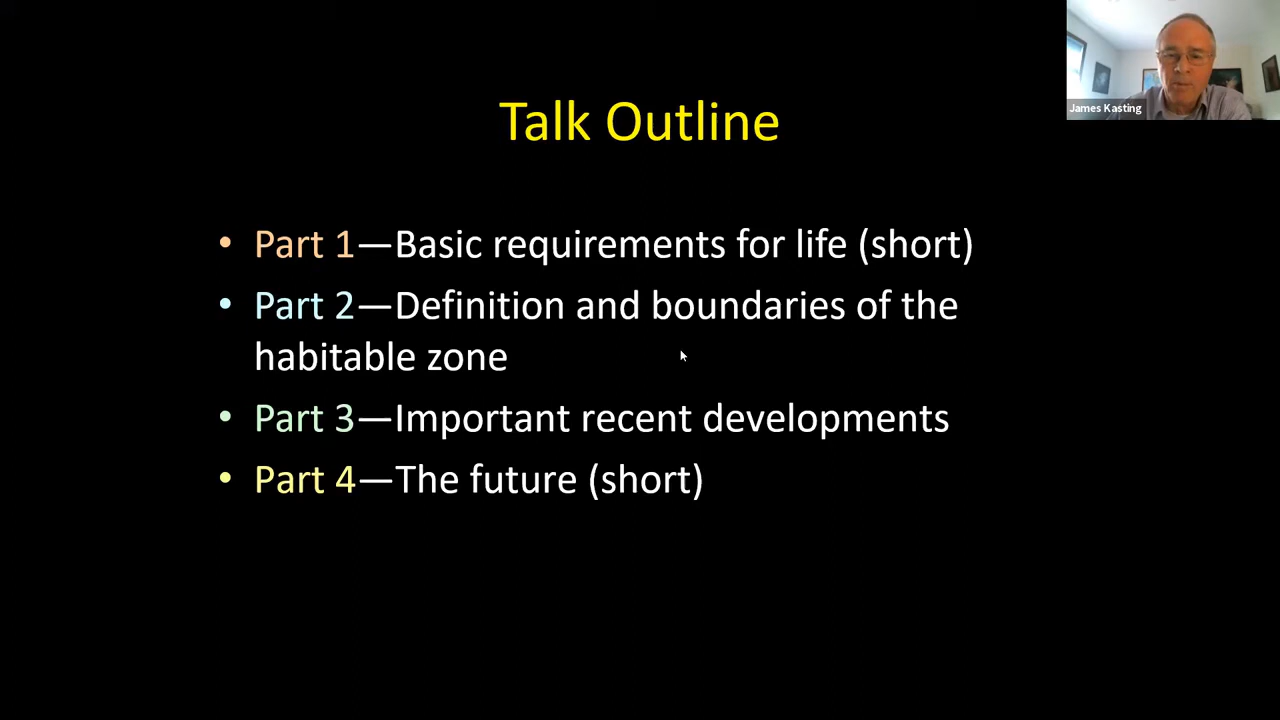 James Kasting
Talk Outline
• Part 1—Basic requirements for life (short)
• Part 2—Definition and boundaries of the
habitable zone
• Part 3—Important recent developments
• Part 4—The future (short)